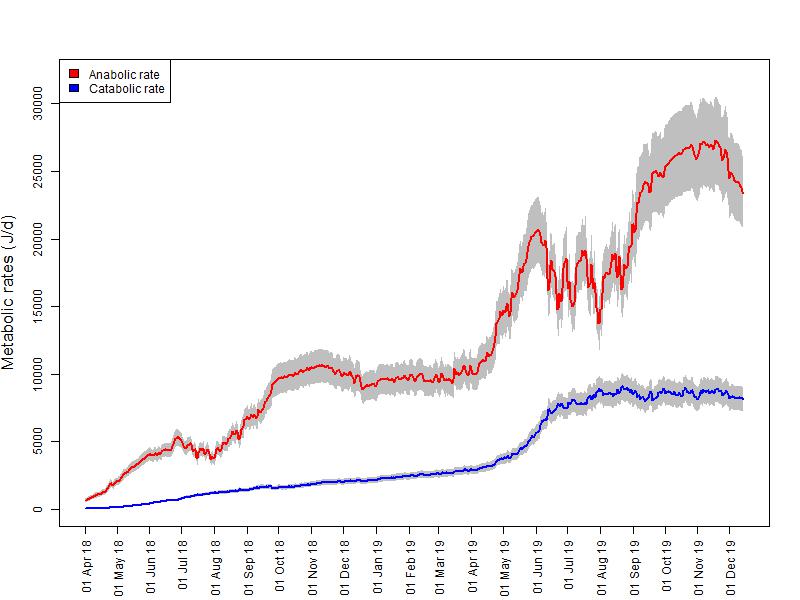 Anabolic rate
Catabolic rate
Metabolic rates (J/d)
30000
25000
20000
15000
10000
5000
0
01 Apr 18
01 May 18
01 Jun 18
01 Jul 18
01 Aug 18
01 Sep 18
01 Oct 18
01 Nov 18
01 Dec 18
01 Jan 19
01 Feb 19
01 Mar 19
01 Apr 19
01 May 19
01 Jun 19
01 Jul 19
01 Aug 19
01 Sep 19
01 Oct 19
01 Nov 19
01 Dec 19